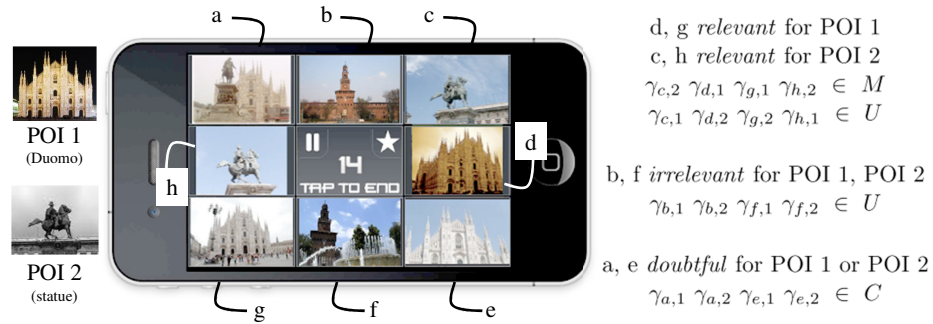 a
b
c
POI 1
(Duomo)
POI 2
(statue)
h
d
14
TAP TO END
g
f
e
d, g relevant for POI 1
c, h relevant for POI 2
γc,2 γd,1 γg,1 γh,2 ∈ M
γc,1 γd,2 γg,2 γh,1 ∈ U
b, f irrelevant for POI 1, POI 2
γb,1 γb,2 γf,1 γf,2 ∈ U
a, e doubtful for POI 1 or POI 2
γa,1 γa,2 γe,1 γe,2 ∈ C